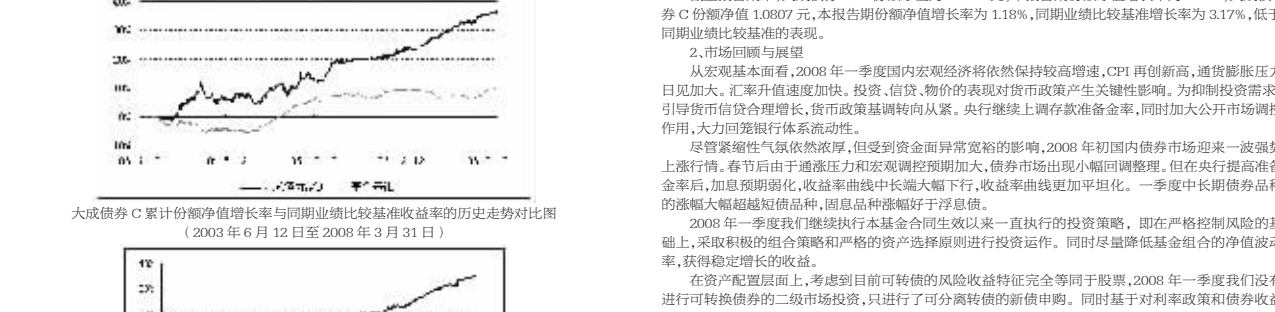 大成债券 C 累计份额净值增长率与同期业绩比较基准收益率的历史走势对比图
(2003 年 6 月 12 日至 2008 年 3 月 31 日)
券 C 份额净值 1.0807 元,本报告期份额净值增长率为 1.18%,同期业绩比较基准增长率为 3.17%,低于
同期业绩比较基准的表现。
2、市场回顾与展望
从宏观基本面看,2008 年一季度国内宏观经济将依然保持较高增速,CPI 再创新高,通货膨胀压力
日见加大。汇率升值速度加快。投资、信贷、物价的表现对货币政策产生关键性影响。为抑制投资需求,
引导货币信贷合理增长,货币政策基调转向从紧。央行继续上调存款准备金率,同时加大公开市场调控
作用,大力回笼银行体系流动性。
尽管紧缩性气氛依然浓厚,但受到资金面异常宽裕的影响,2008 年初国内债券市场迎来一波强势
上涨行情。春节后由于通涨压力和宏观调控预期加大,债券市场出现小幅回调整理。但在央行提高准备
金率后,加息预期弱化,收益率曲线中长端大幅下行,收益率曲线更加平坦化。一季度中长期债券品种
的涨幅大幅超越短债品种,固息品种涨幅好于浮息债。
2008 年一季度我们继续执行本基金合同生效以来一直执行的投资策略,即在严格控制风险的基
础上,采取积极的组合策略和严格的资产选择原则进行投资运作。同时尽量降低基金组合的净值波动
率,获得稳定增长的收益。
在资产配置层面上,考虑到目前可转债的风险收益特征完全等同于股票,2008 年一季度我们没有
进行可转换债券的二级市场投资,只进行了可分离转债的新债申购。同时基于对利率政策和债券收益